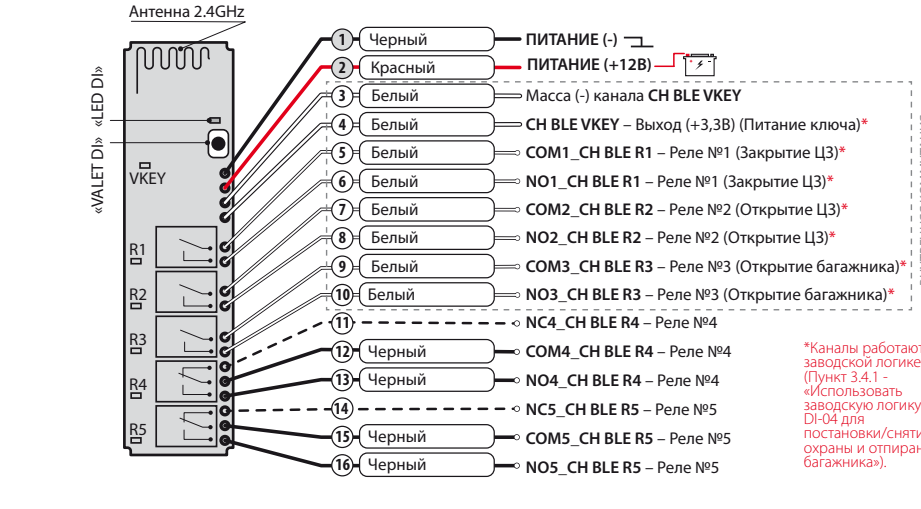 Антенна 2.4GHz
«LED DI»
«VALET DI»
VKEY
R1
R2
R3
R4
R5
1 Черный ПИТАНИЕ (-)
2 Красный ПИТАНИЕ (+12В)
3 Белый Масса (-) канала CH BLE VKEY
4 Белый CH BLE VKEY – Выход (+3,3В) (Питание ключа)*
5 Белый COM1_CH BLE R1 – Реле №1 (Закрытие ЦЗ)*
6 Белый NO1_CH BLE R1 – Реле №1 (Закрытие ЦЗ)*
7 Белый COM2_CH BLE R2 – Реле №2 (Открытие ЦЗ)*
8 Белый NO2_CH BLE R2 – Реле №2 (Открытие ЦЗ)*
9 Белый COM3_CH BLE R3 – Реле №3 (Открытие багажника)*
10 Белый NO3_CH BLE R3 – Реле №3 (Открытие багажника)*
11 NC4_CH BLE R4 – Реле №4
12 Черный COM4_CH BLE R4 – Реле №4
13 Черный NO4_CH BLE R4 – Реле №4
14 NC5_CH BLE R5 – Реле №5
15 Черный COM5_CH BLE R5 – Реле №5
16 Черный NO5_CH BLE R5 – Реле №5
*Каналы работают
заводской логике
(Пункт 3.4.1 -
«Использовать
заводскую логику
DI-04 для
постановки/сняти
охраны и отпиран
багажника»).